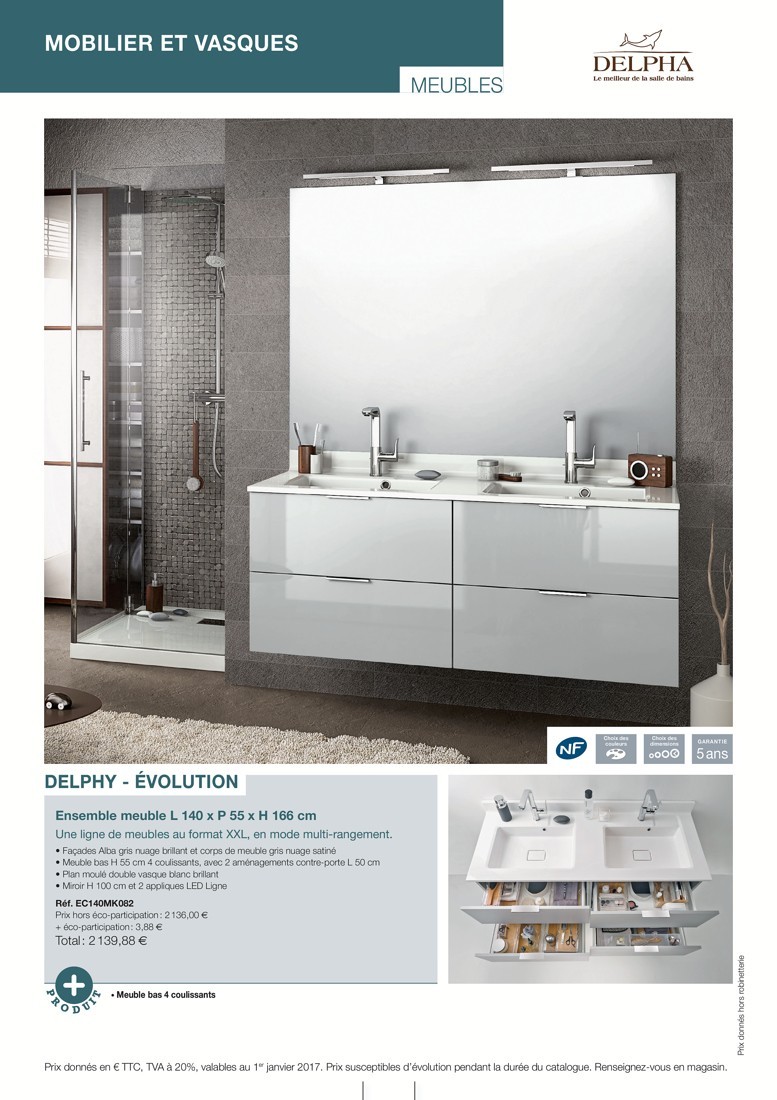 MOBILIER ET VASQUES
MEUBLES
DELPHA
Le meilleur de la salle de bains
NF
Choix des
couleurs
Choix des
dimensions
GARANTIE
5 ans
DELPHY - ÉVOLUTION
Ensemble meuble L 140 x P 55 x H 166 cm
Une ligne de meubles au format XXL, en mode multi-rangement.
• Façades Alba gris nuage brillant et corps de meuble gris nuage satiné
• Meuble bas H 55 cm 4 coulissants, avec 2 aménagements contre-porte L 50 cm
• Plan moulé double vasque blanc brillant
• Miroir H 100 cm et 2 appliques LED Ligne
Réf. EC140MK082
Prix hors éco-participation : 2 136,00 €
+ éco-participation : 3,88 €
Total : 2 139,88 €
+
PRODUIT
• Meuble bas 4 coulissants
Prix donnés hors robinetterie
Prix donnés en € TTC, TVA à 20%, valables au 1er janvier 2017. Prix susceptibles d'évolution pendant la durée du catalogue. Renseignez-vous en magasin.